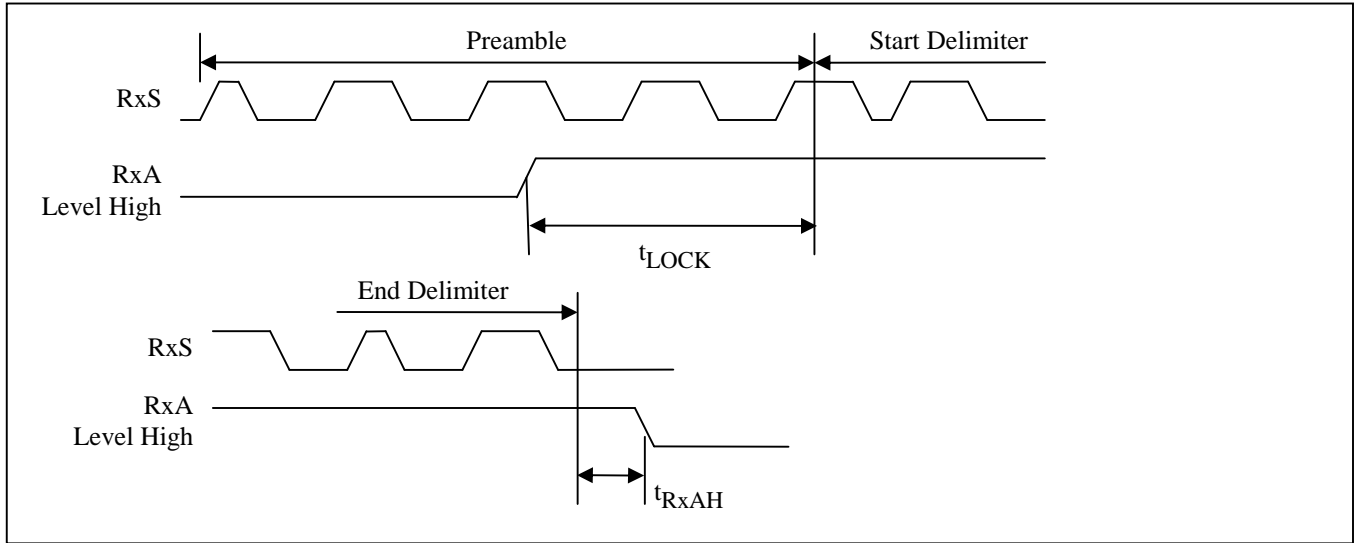 Preamble
Start Delimiter
RxS
RxA
Level High
tLOCK
End Delimiter
RxS
RxA
Level High
tRxAH